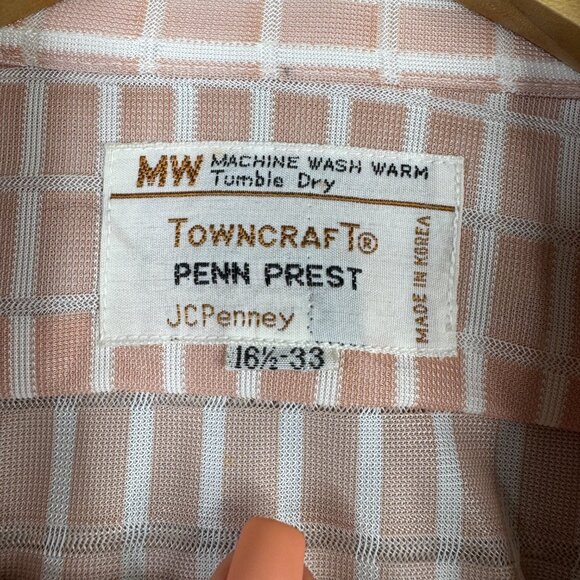 MW MACHINE WASH WARM
Tumble Dry
TOWNCRAFT®
PENN PREST
JCPenney
MADE IN KOREA
16½-33